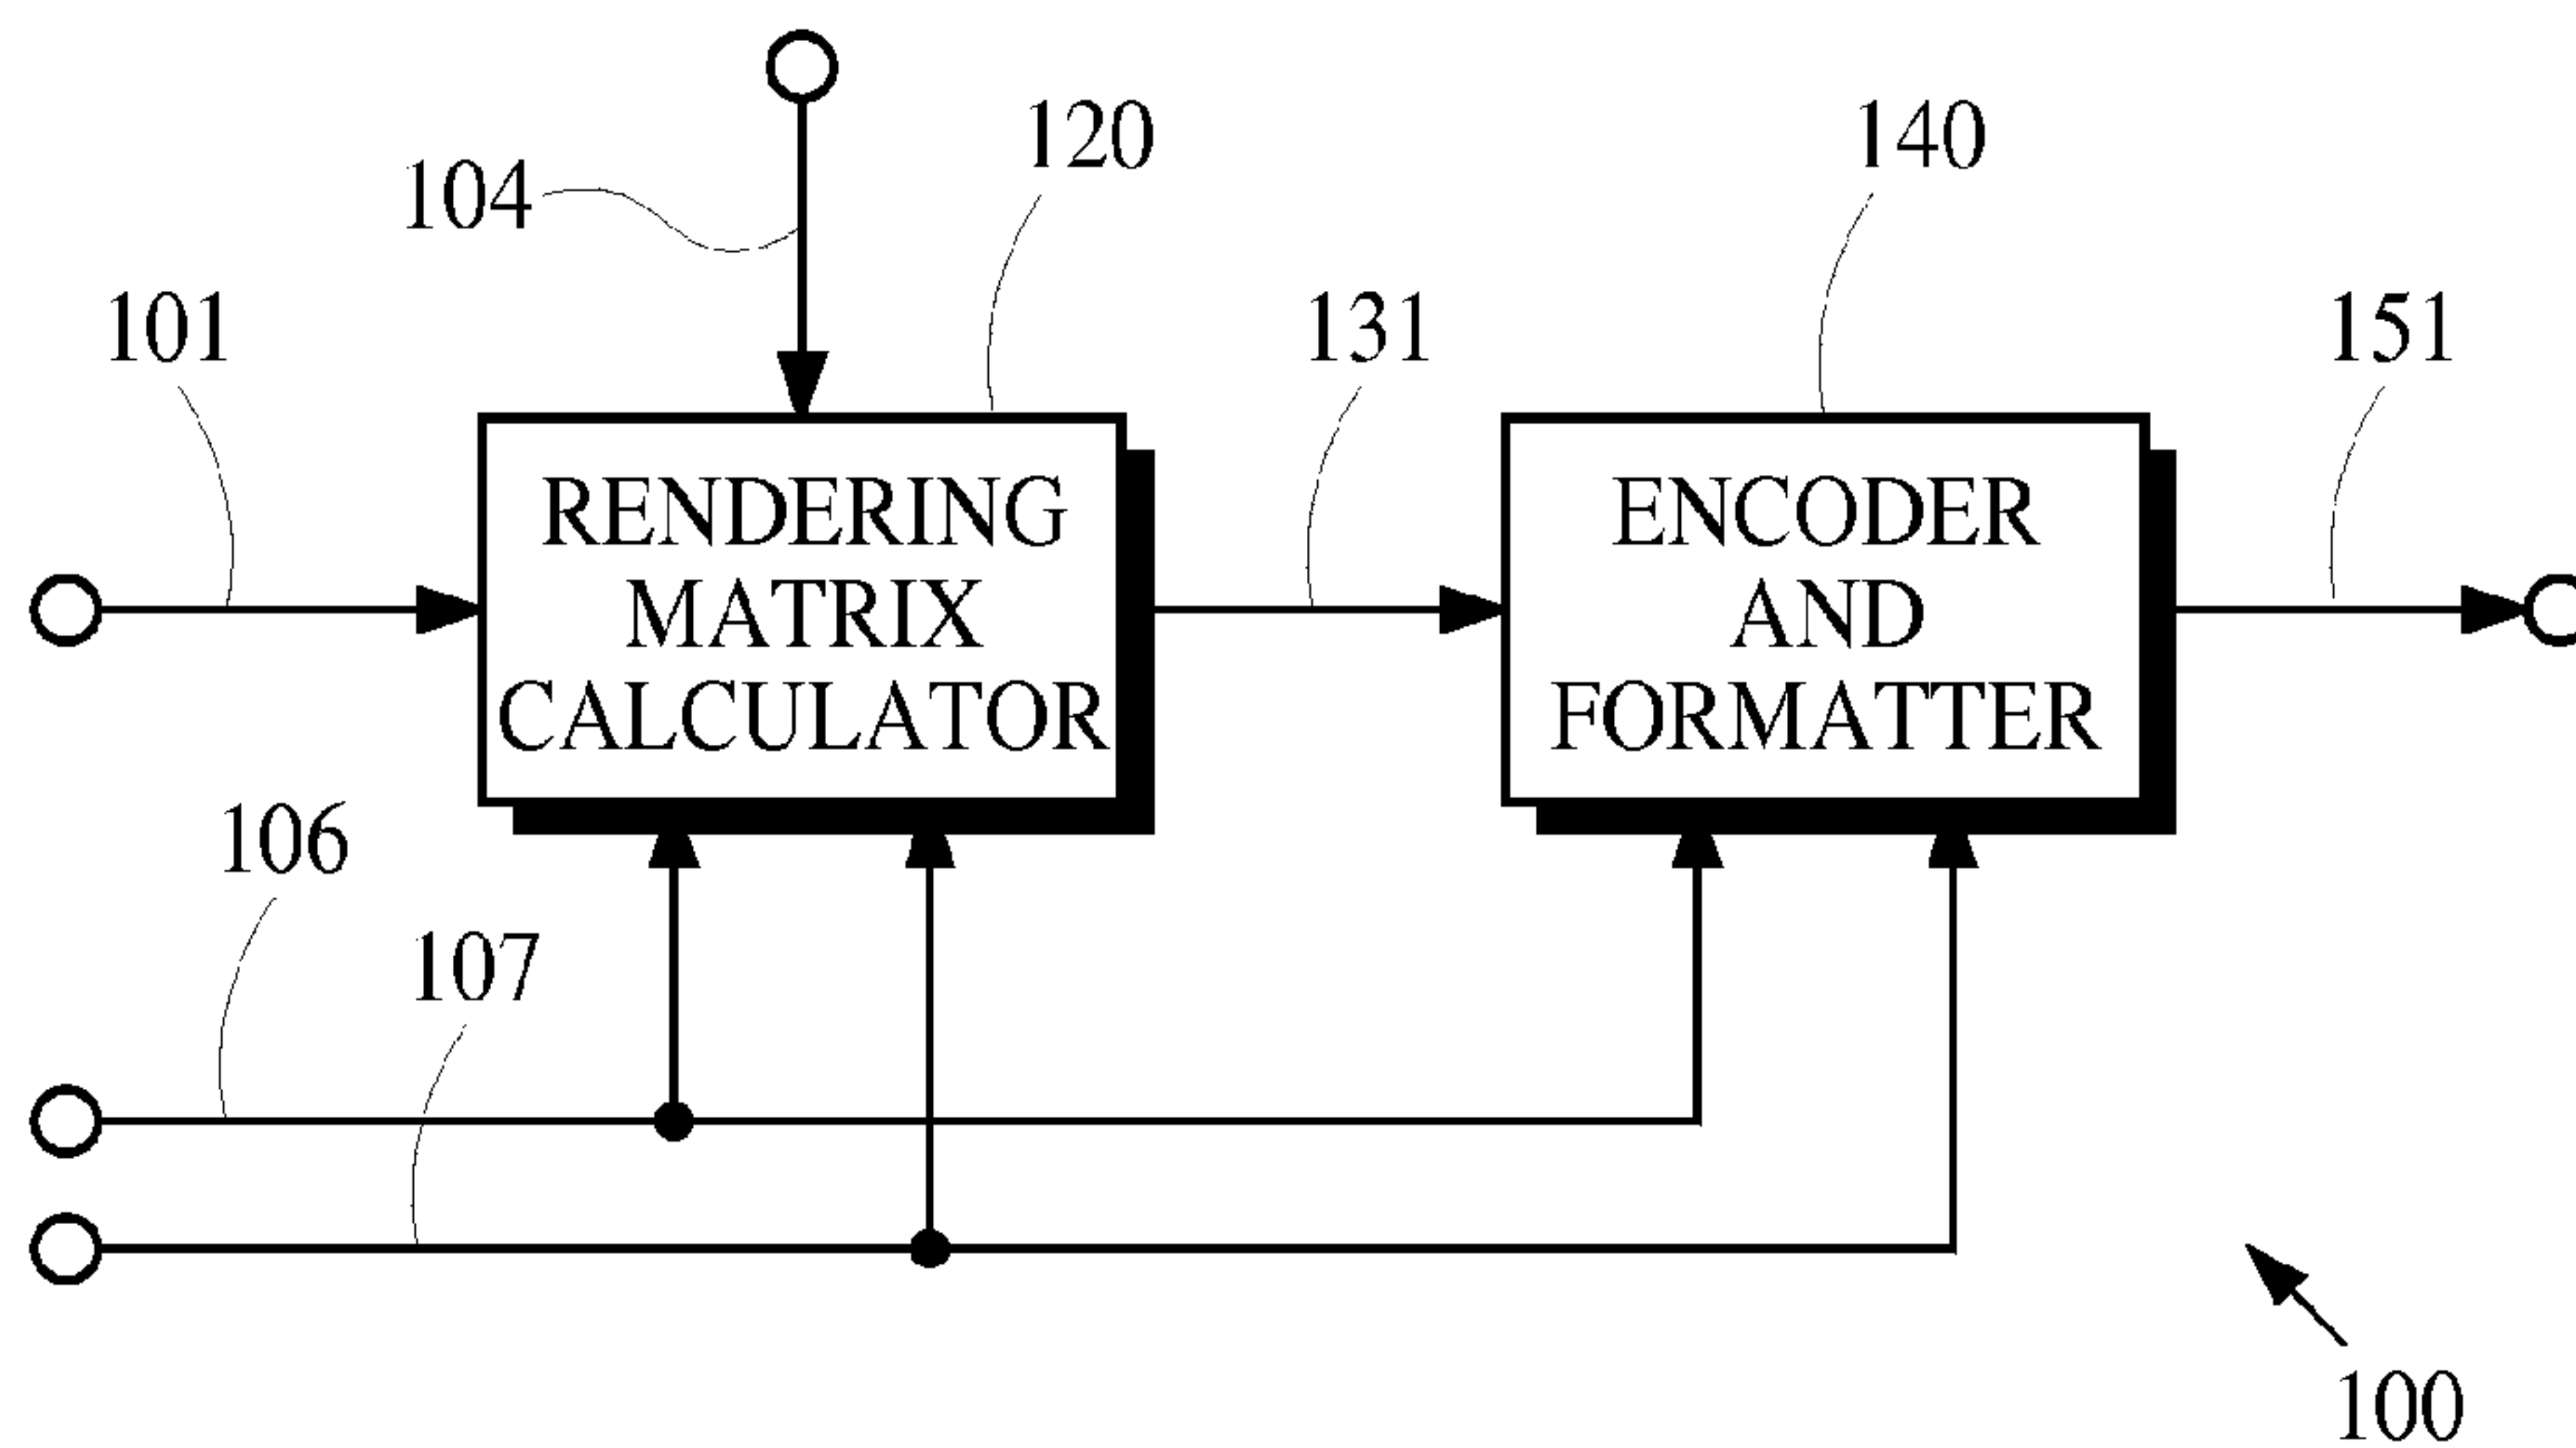 120
140
104
101
131
151
RENDERING
MATRIX
CALCULATOR
ENCODER
AND
FORMATTER
106
107
100